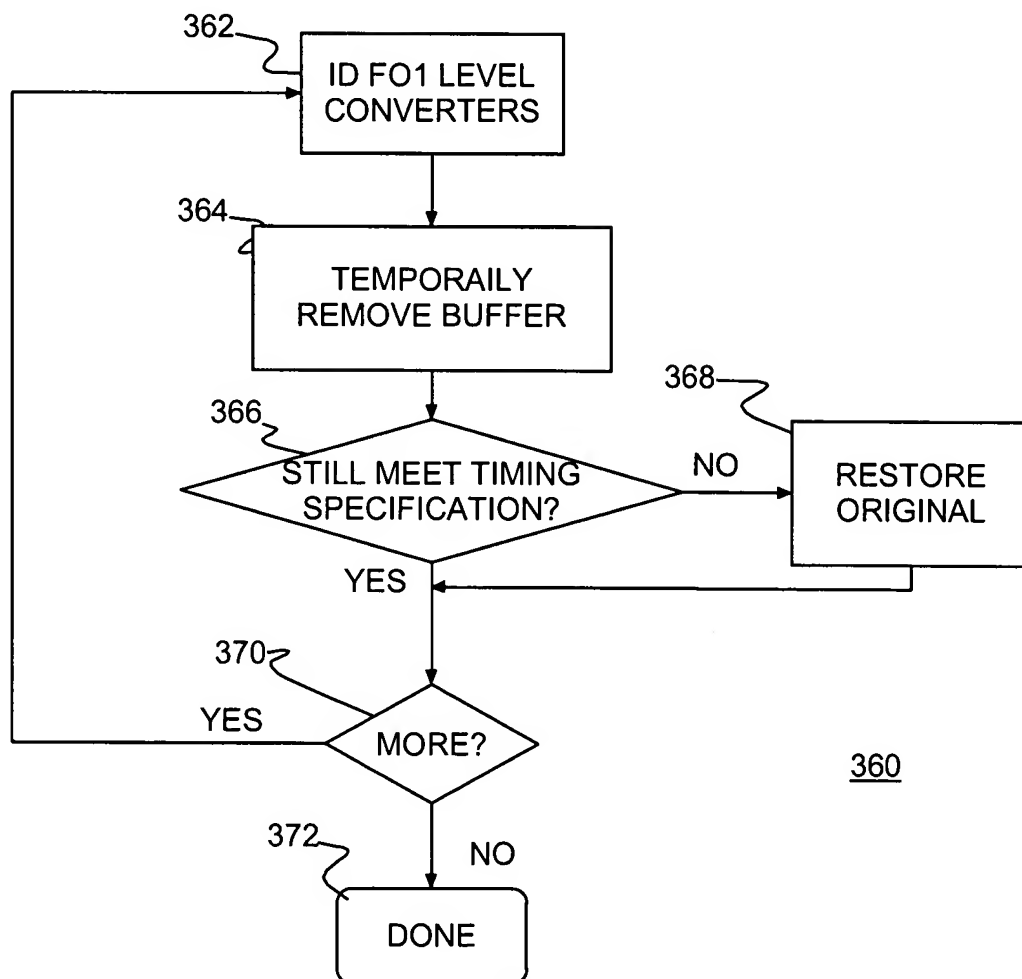 362
ID FO1 LEVEL
CONVERTERS
364
TEMPORAILY
REMOVE BUFFER
366
STILL MEET TIMING
SPECIFICATION?
NO
368
RESTORE
ORIGINAL
YES
370
YES
MORE?
360
372
NO
DONE